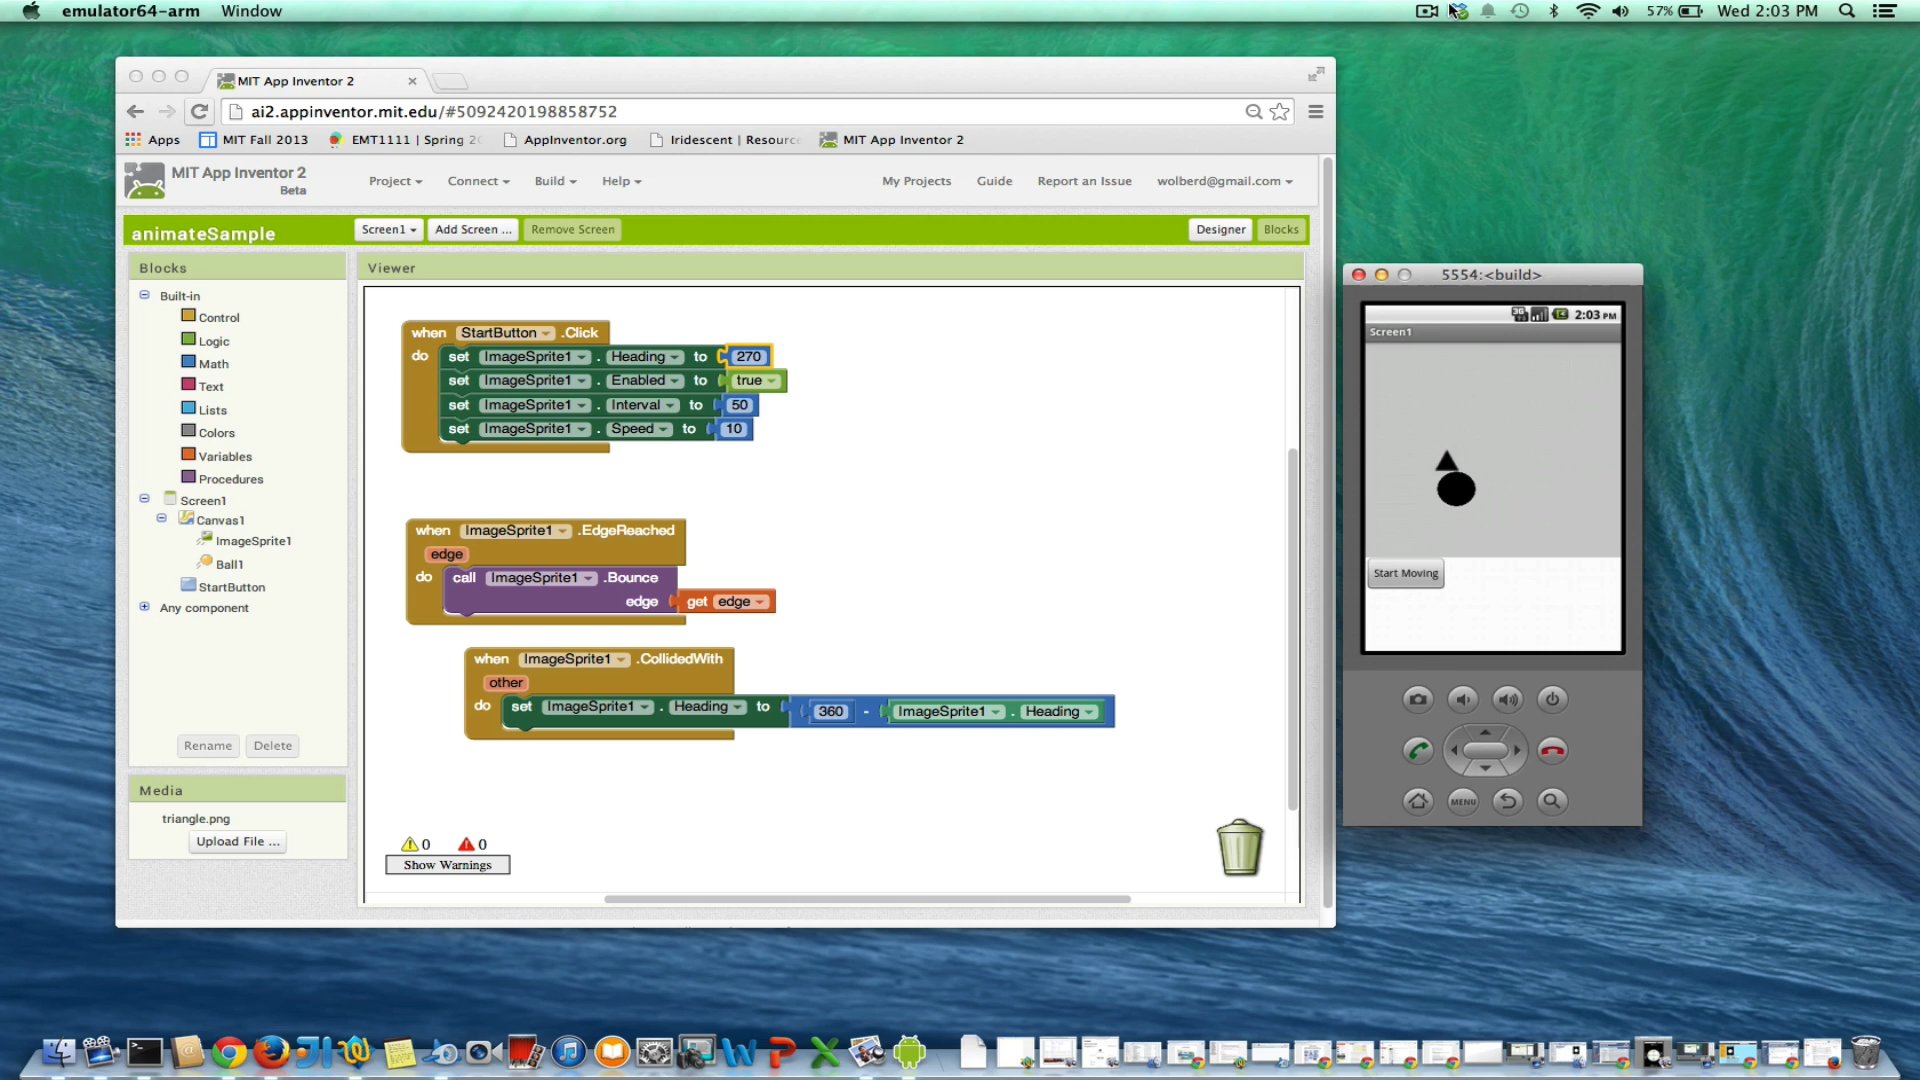 emulator64-arm Window 57% Wed 2:03 PM
MIT App Inventor 2
ai2.appinventor.mit.edu/#5092420198858752
Apps MIT Fall 2013 EMT1111 | Spring AppInventor.org Iridescent | Resourc MIT App Inventor 2
MIT App Inventor 2
Beta
Project Connect Build Help My Projects Guide Report an Issue wolberd@gmail.com
animateSample Screen1 Add Screen ... Remove Screen Designer Blocks
Blocks
Built-in
Control
Logic
Math
Text
Lists
Colors
Variables
Procedures
Screen1
Canvas1
ImageSprite1
Ball1
StartButton
Any component
Rename Delete
Media
triangle.png
Upload File ...
Viewer
when StartButton .Click
do set ImageSprite1 . Heading to 270
set ImageSprite1 . Enabled to true
set ImageSprite1 . Interval to 50
set ImageSprite1 . Speed to 10
when ImageSprite1 .EdgeReached
edge
do call ImageSprite1 .Bounce
edge get edge
when ImageSprite1 .CollidedWith
other
do set ImageSprite1 . Heading to 360 - ImageSprite1 . Heading
0 0
Show Warnings
5554:<build>
3G 2:03 PM
Screen1
Start Moving
MENU